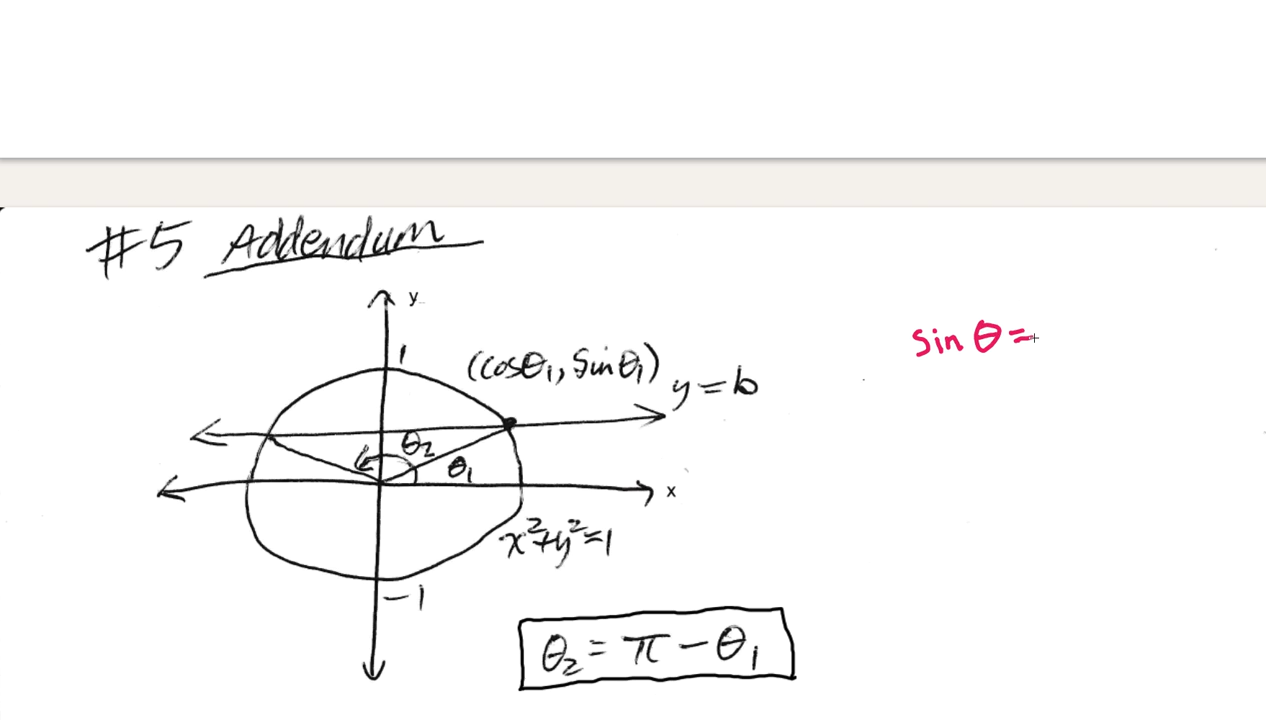 #5 Addendum
y
1
(cosθ₁, sinθ₁)
y = b
sin θ =
θ₂
θ₁
x
x²+y²=1
-1
θ₂ = π - θ₁